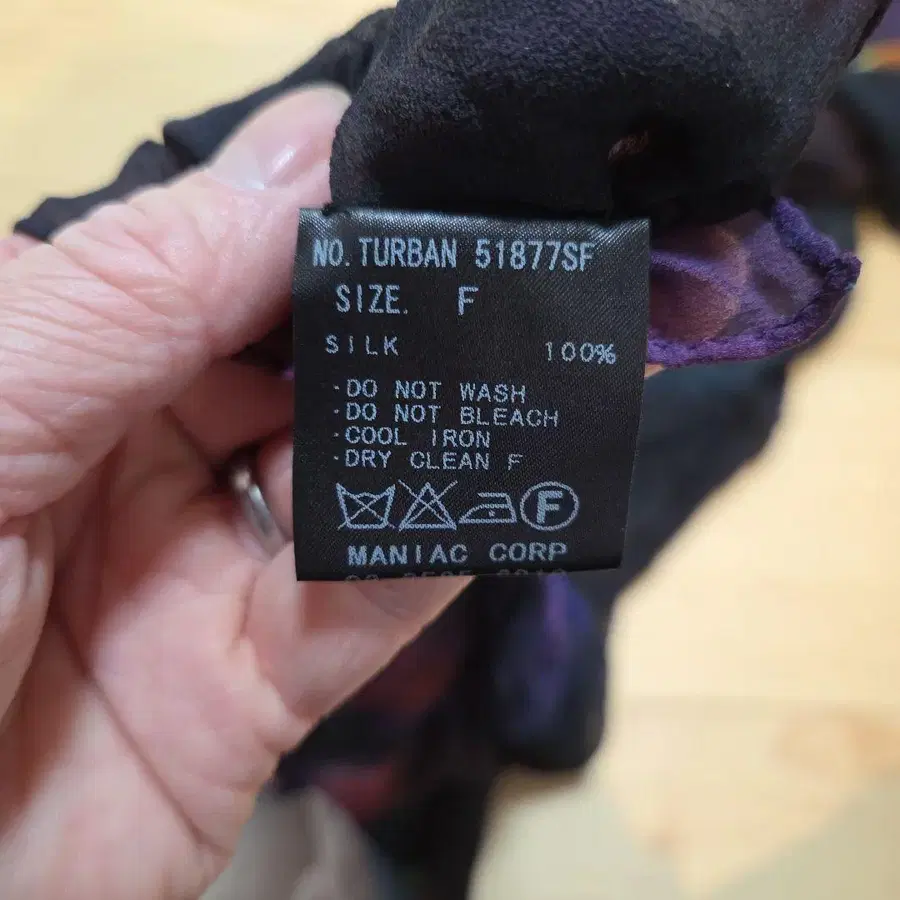 NO. TURBAN 51877SF
SIZE. F
SILK 100%
·DO NOT WASH
·DO NOT BLEACH
·COOL IRON
·DRY CLEAN F
F
MANIAC CORP